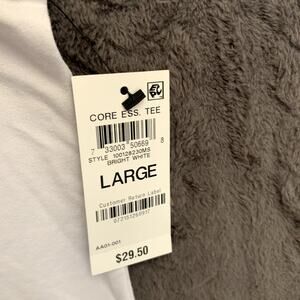 CORE ESS. TEE
7 33003 50669 8
STYLE 100128230MS
BRIGHT WHITE
LARGE
Customer Return Label
072151269917
AA01-001
$29.50